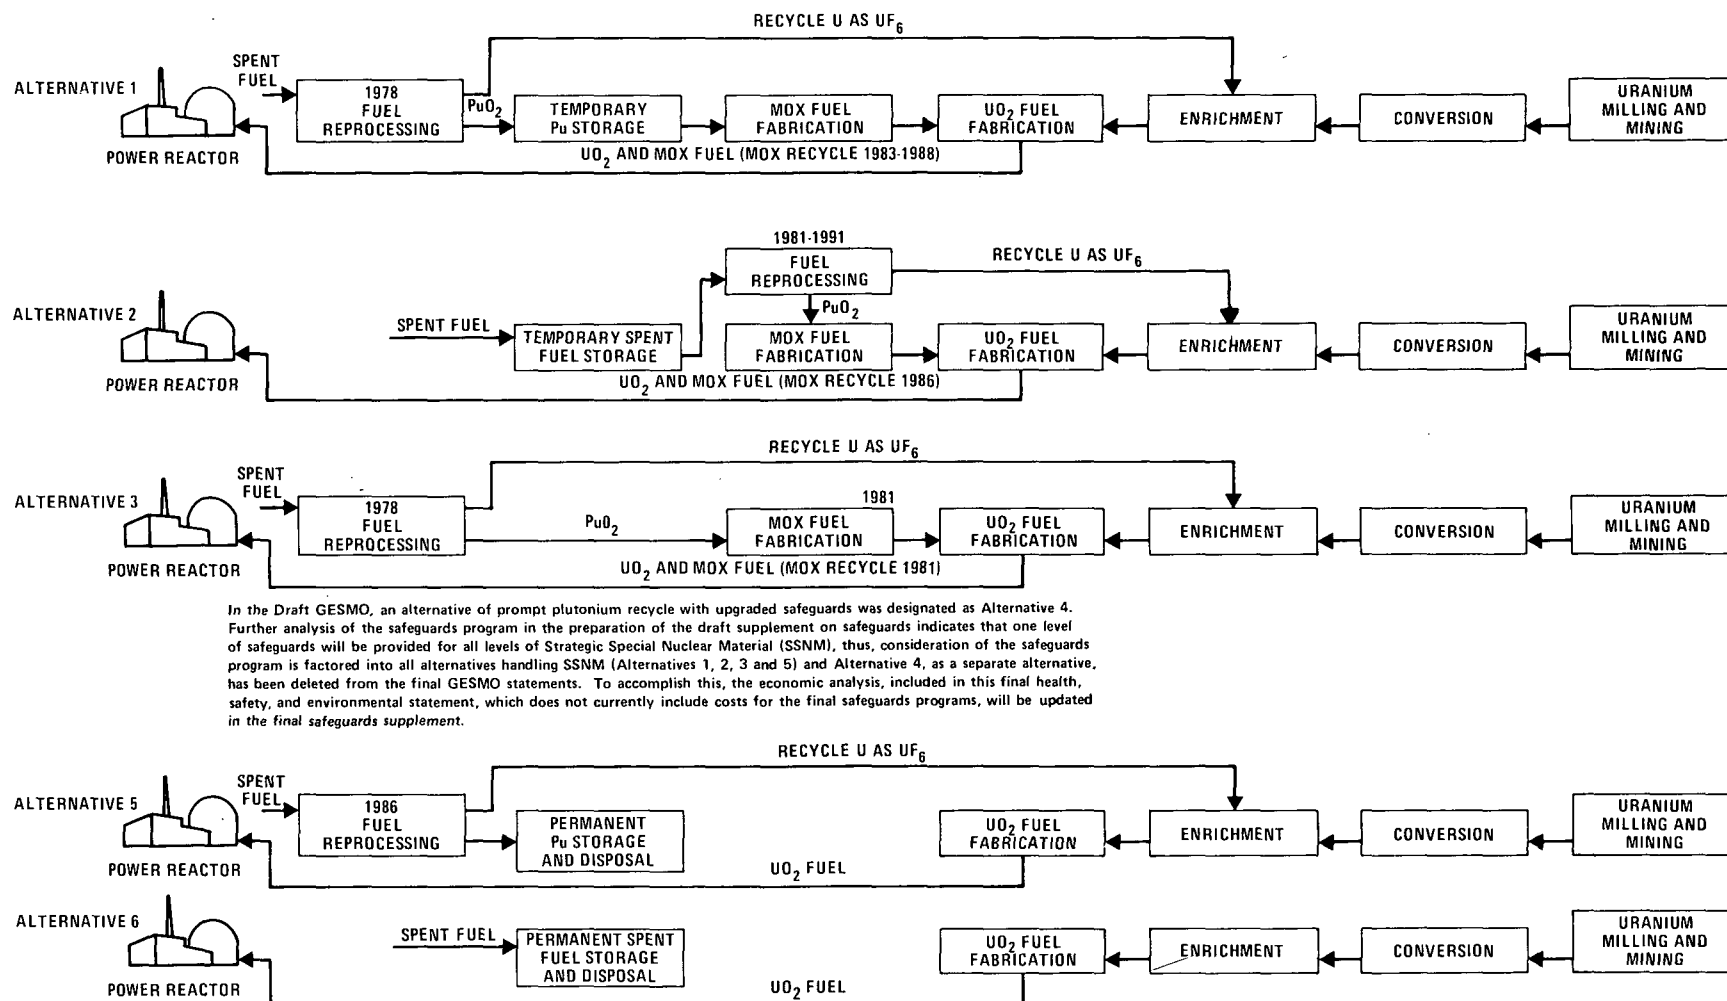 RECYCLE U AS UF6
SPENT
FUEL
ALTERNATIVE 1
POWER REACTOR
1978
FUEL
REPROCESSING
PuO2
TEMPORARY
Pu STORAGE
MOX FUEL
FABRICATION
UO2 FUEL
FABRICATION
ENRICHMENT
CONVERSION
URANIUM
MILLING AND
MINING
UO2 AND MOX FUEL (MOX RECYCLE 1983-1988)
ALTERNATIVE 2
POWER REACTOR
SPENT FUEL
TEMPORARY SPENT
FUEL STORAGE
1981-1991
FUEL
REPROCESSING
RECYCLE U AS UF6
PuO2
MOX FUEL
FABRICATION
UO2 FUEL
FABRICATION
ENRICHMENT
CONVERSION
URANIUM
MILLING AND
MINING
UO2 AND MOX FUEL (MOX RECYCLE 1986)
RECYCLE U AS UF6
SPENT
FUEL
ALTERNATIVE 3
POWER REACTOR
1978
FUEL
REPROCESSING
PuO2
1981
MOX FUEL
FABRICATION
UO2 FUEL
FABRICATION
ENRICHMENT
CONVERSION
URANIUM
MILLING AND
MINING
UO2 AND MOX FUEL (MOX RECYCLE 1981)
In the Draft GESMO, an alternative of prompt plutonium recycle with upgraded safeguards was designated as Alternative 4.
Further analysis of the safeguards program in the preparation of the draft supplement on safeguards indicates that one level
of safeguards will be provided for all levels of Strategic Special Nuclear Material (SSNM), thus, consideration of the safeguards
program is factored into all alternatives handling SSNM (Alternatives 1, 2, 3 and 5) and Alternative 4, as a separate alternative,
has been deleted from the final GESMO statements. To accomplish this, the economic analysis, included in this final health,
safety, and environmental statement, which does not currently include costs for the final safeguards programs, will be updated
in the final safeguards supplement.
RECYCLE U AS UF6
SPENT
FUEL
ALTERNATIVE 5
POWER REACTOR
1986
FUEL
REPROCESSING
PERMANENT
Pu STORAGE
AND DISPOSAL
UO2 FUEL
FABRICATION
ENRICHMENT
CONVERSION
URANIUM
MILLING AND
MINING
UO2 FUEL
ALTERNATIVE 6
POWER REACTOR
SPENT FUEL
PERMANENT SPENT
FUEL STORAGE
AND DISPOSAL
UO2 FUEL
FABRICATION
ENRICHMENT
CONVERSION
URANIUM
MILLING AND
MINING
UO2 FUEL